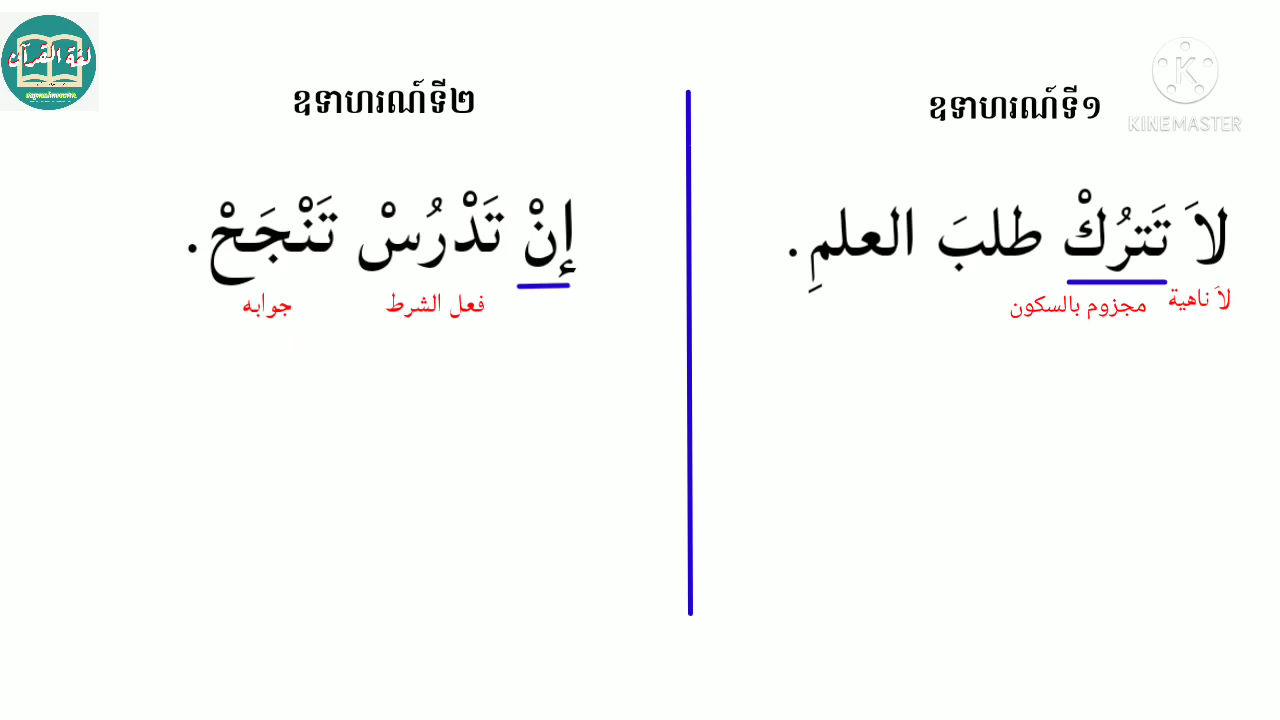 لغة القرآن
KINEMASTER
ឧទាហរណ៍ទី១
لاَ تَترُكْ طلبَ العلمِ.
لاَ ناهية
مجزوم بالسكون
ឧទាហរណ៍ទី២
إِنْ تَدْرُسْ تَنْجَحْ.
فعل الشرط
جوابه